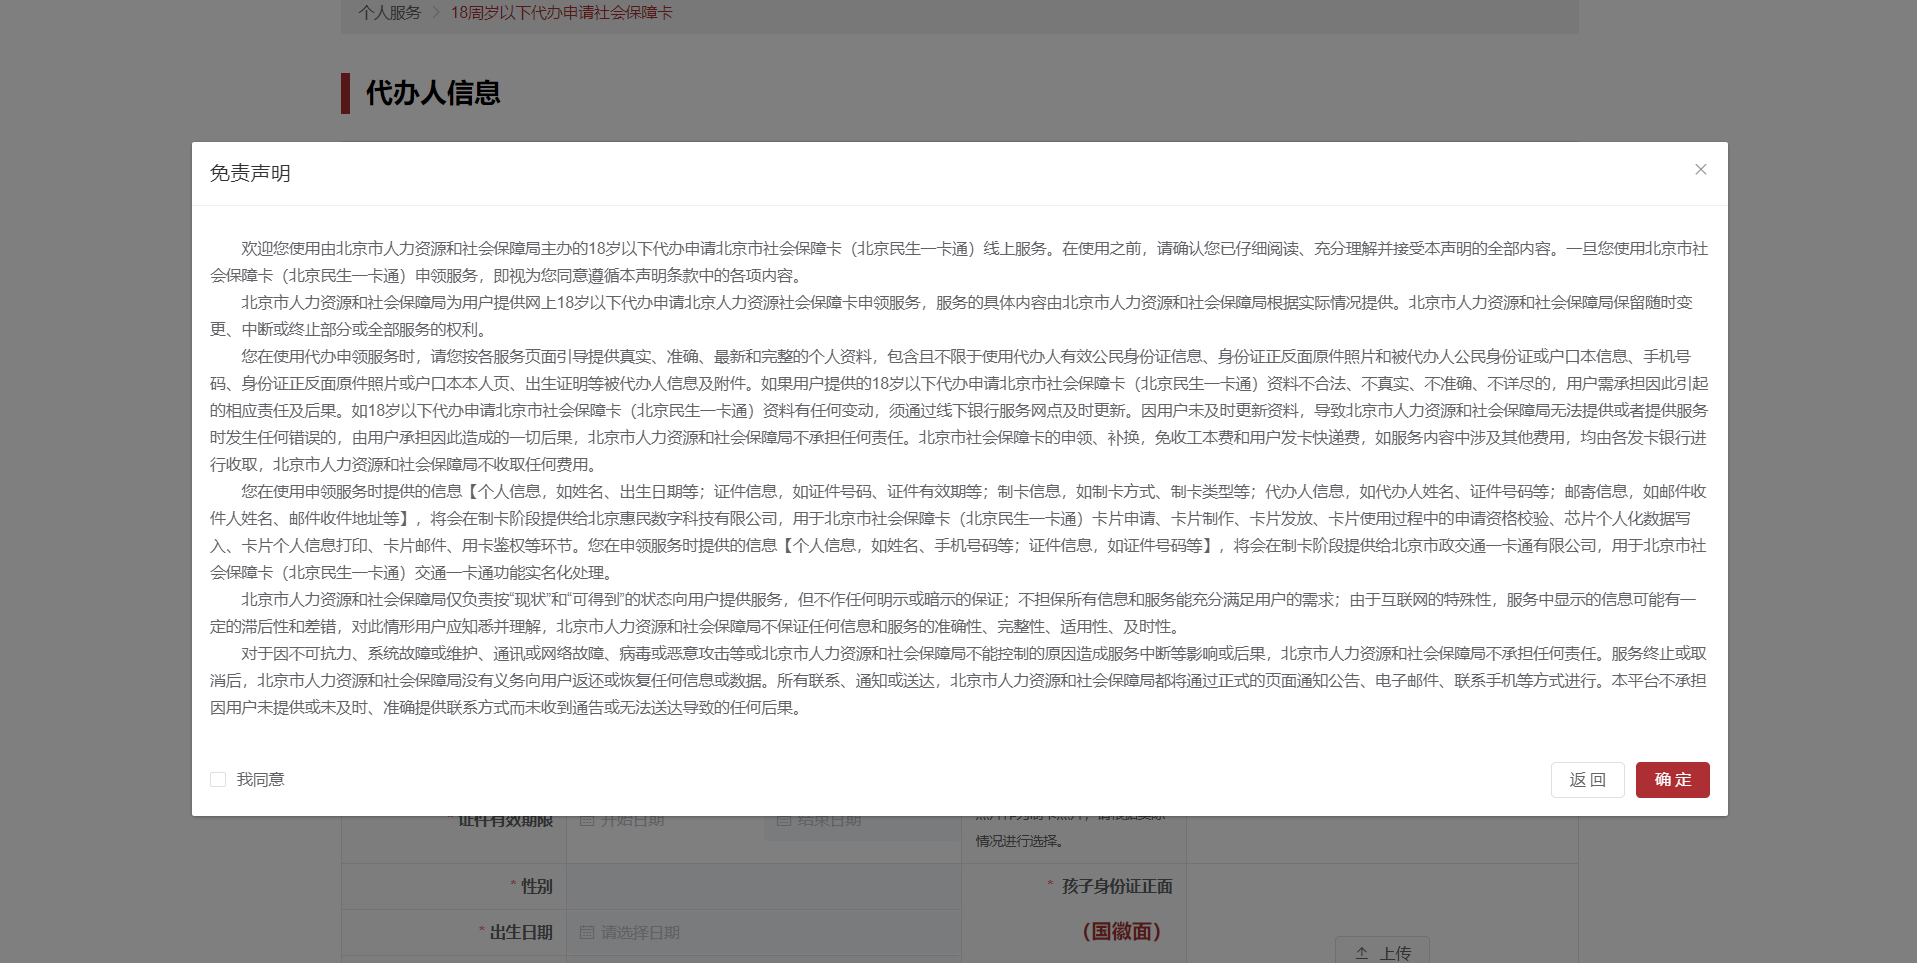 个人服务 > 18周岁以下代办申请社会保障卡
代办人信息
免责声明
欢迎您使用由北京市人力资源和社会保障局主办的18岁以下代办申请北京市社会保障卡（北京民生一卡通）线上服务。在使用之前，请确认您已仔细阅读、充分理解并接受本声明的全部内容。一旦您使用北京市社
会保障卡（北京民生一卡通）申领服务，即视为您同意遵循本声明条款中的各项内容。
北京市人力资源和社会保障局为用户提供网上18岁以下代办申请北京人力资源社会保障卡申领服务，服务的具体内容由北京市人力资源和社会保障局根据实际情况提供。北京市人力资源和社会保障局保留随时变
更、中断或终止部分或全部服务的权利。
您在使用代办申领服务时，请您按各服务页面引导提供真实、准确、最新和完整的个人资料，包含且不限于使用代办人有效公民身份证信息、身份证正反面原件照片和被代办人公民身份证或户口本信息、手机号
码、身份证正反面原件照片或户口本本人页、出生证明等被代办人信息及附件。如果用户提供的18岁以下代办申请北京市社会保障卡（北京民生一卡通）资料不合法、不真实、不准确、不详尽的，用户需承担因此引起
的相应责任及后果。如18岁以下代办申请北京市社会保障卡（北京民生一卡通）资料有任何变动，须通过线下银行服务网点及时更新。因用户未及时更新资料，导致北京市人力资源和社会保障局无法提供或者提供服务
时发生任何错误的，由用户承担因此造成的一切后果，北京市人力资源和社会保障局不承担任何责任。北京市社会保障卡的申领、补换，免收工本费和用户发卡快递费，如服务内容中涉及其他费用，均由各发卡银行进
行收取，北京市人力资源和社会保障局不收取任何费用。
您在使用申领服务时提供的信息【个人信息，如姓名、出生日期等；证件信息，如证件号码、证件有效期等；制卡信息，如制卡方式、制卡类型等；代办人信息，如代办人姓名、证件号码等；邮寄信息，如邮件收
件人姓名、邮件收件地址等】，将会在制卡阶段提供给北京惠民数字科技有限公司，用于北京市社会保障卡（北京民生一卡通）卡片申请、卡片制作、卡片发放、卡片使用过程中的申请资格校验、芯片个人化数据写
入、卡片个人信息打印、卡片邮件、用卡鉴权等环节。您在申领服务时提供的信息【个人信息，如姓名、手机号码等；证件信息，如证件号码等】，将会在制卡阶段提供给北京市政交通一卡通有限公司，用于北京市社
会保障卡（北京民生一卡通）交通一卡通功能实名化处理。
北京市人力资源和社会保障局仅负责按“现状”和“可得到”的状态向用户提供服务，但不作任何明示或暗示的保证；不担保所有信息和服务能充分满足用户的需求；由于互联网的特殊性，服务中显示的信息可能有一
定的滞后性和差错，对此情形用户应知悉并理解，北京市人力资源和社会保障局不保证任何信息和服务的准确性、完整性、适用性、及时性。
对于因不可抗力、系统故障或维护、通讯或网络故障、病毒或恶意攻击等或北京市人力资源和社会保障局不能控制的原因造成服务中断等影响或后果，北京市人力资源和社会保障局不承担任何责任。服务终止或取
消后，北京市人力资源和社会保障局没有义务向用户返还或恢复任何信息或数据。所有联系、通知或送达，北京市人力资源和社会保障局都将通过正式的页面通知公告、电子邮件、联系手机等方式进行。本平台不承担
因用户未提供或未及时、准确提供联系方式而未收到通告或无法送达导致的任何后果。
我同意
返回
确定
* 证件有效期限
开始日期
结束日期
情况进行选择。
* 性别
* 孩子身份证正面
（国徽面）
* 出生日期
请选择日期
上传